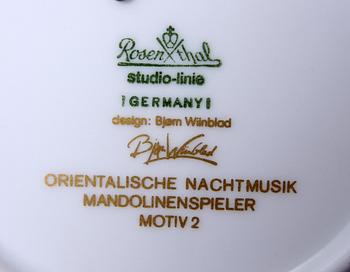 Rosenthal
studio-linie
GERMANY
design: Bjørn Wiinblad
Bjørn Wiinblad
ORIENTALISCHE NACHTMUSIK
MANDOLINENSPIELER
MOTIV 2